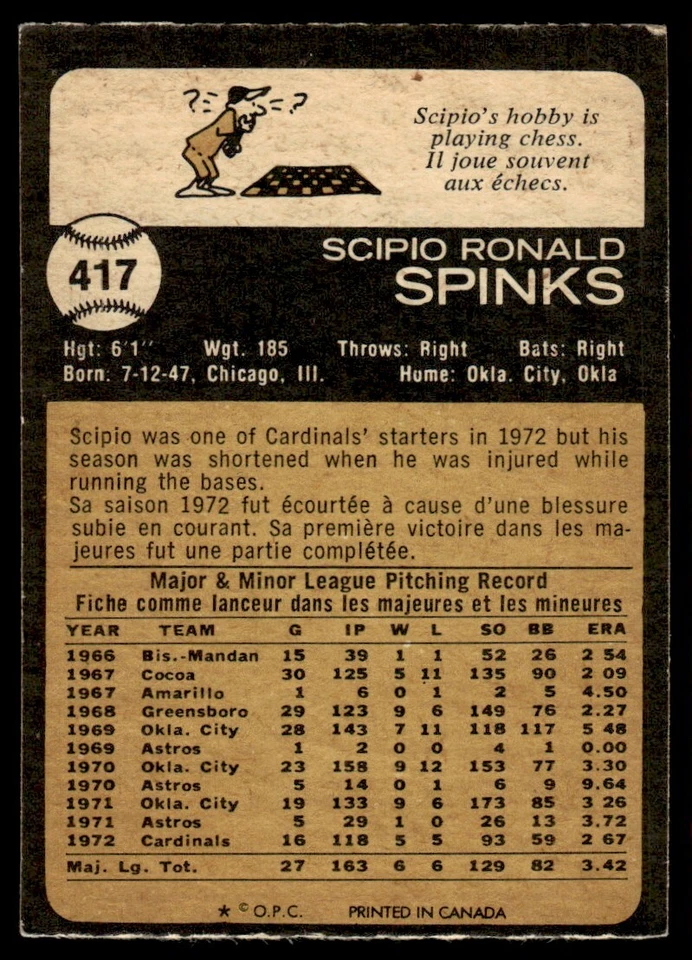 ? = = ?
Scipio's hobby is
playing chess.
Il joue souvent
aux échecs.
417
SCIPIO RONALD
SPINKS
Hgt: 6'1" Wgt. 185 Throws: Right Bats: Right
Born: 7-12-47, Chicago, Ill. Home: Okla. City, Okla
Scipio was one of Cardinals' starters in 1972 but his
season was shortened when he was injured while
running the bases.
Sa saison 1972 fut écourtée à cause d'une blessure
subie en courant. Sa première victoire dans les ma-
jeures fut une partie complétée.
Major & Minor League Pitching Record
Fiche comme lanceur dans les majeures et les mineures
YEAR TEAM G IP W L SO BB ERA
1966 Bis.-Mandan 15 39 1 1 52 26 2 54
1967 Cocoa 30 125 5 11 135 90 2 09
1967 Amarillo 1 6 0 1 2 5 4.50
1968 Greensboro 29 123 9 6 149 76 2.27
1969 Okla. City 28 143 7 11 118 117 5 48
1969 Astros 1 2 0 0 4 1 0.00
1970 Okla. City 23 158 9 12 153 77 3.30
1970 Astros 5 14 0 1 6 9 9.64
1971 Okla. City 19 133 9 6 173 85 3 26
1971 Astros 5 29 1 0 26 13 3.72
1972 Cardinals 16 118 5 5 93 59 2 67
Maj. Lg. Tot. 27 163 6 6 129 82 3.42
* © O.P.C. PRINTED IN CANADA